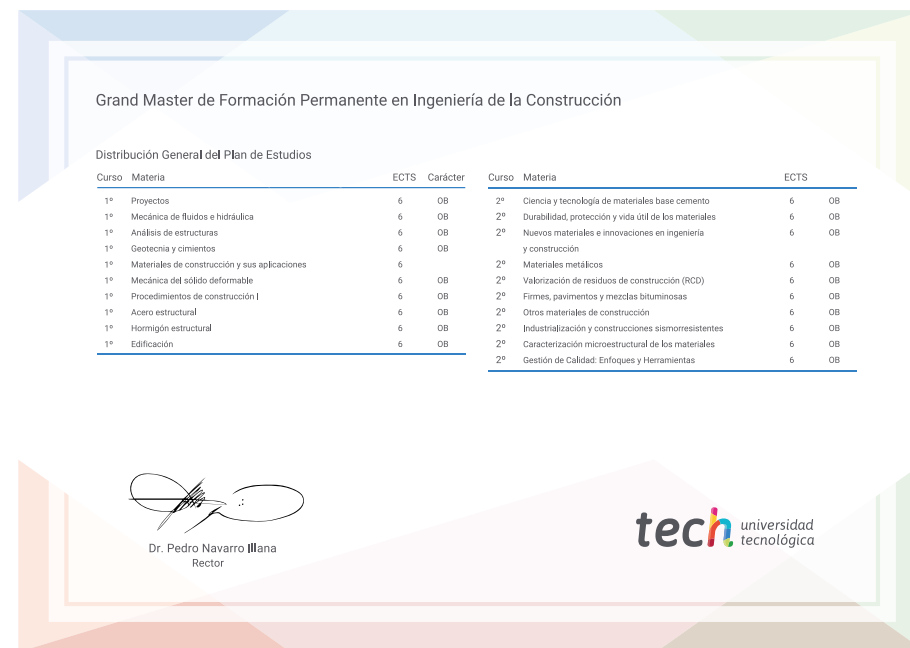 Grand Master de Formación Permanente en Ingeniería de la Construcción
Distribución General del Plan de Estudios
Curso Materia ECTS Carácter
1º Proyectos 6 OB
1º Mecánica de fluidos e hidráulica 6 OB
1º Análisis de estructuras 6 OB
1º Geotecnia y cimientos 6 OB
1º Materiales de construcción y sus aplicaciones 6
1º Mecánica del sólido deformable 6 OB
1º Procedimientos de construcción I 6 OB
1º Acero estructural 6 OB
1º Hormigón estructural 6 OB
1º Edificación 6 OB
Curso Materia ECTS
2º Ciencia y tecnología de materiales base cemento 6 OB
2º Durabilidad, protección y vida útil de los materiales 6 OB
2º Nuevos materiales e innovaciones en ingeniería 6 OB
y construcción
2º Materiales metálicos 6 OB
2º Valorización de residuos de construcción (RCD) 6 OB
2º Firmes, pavimentos y mezclas bituminosas 6 OB
2º Otros materiales de construcción 6 OB
2º Industrialización y construcciones sismorresistentes 6 OB
2º Caracterización microestructural de los materiales 6 OB
2º Gestión de Calidad: Enfoques y Herramientas 6 OB
Dr. Pedro Navarro Illana
Rector
tech universidad
tecnológica